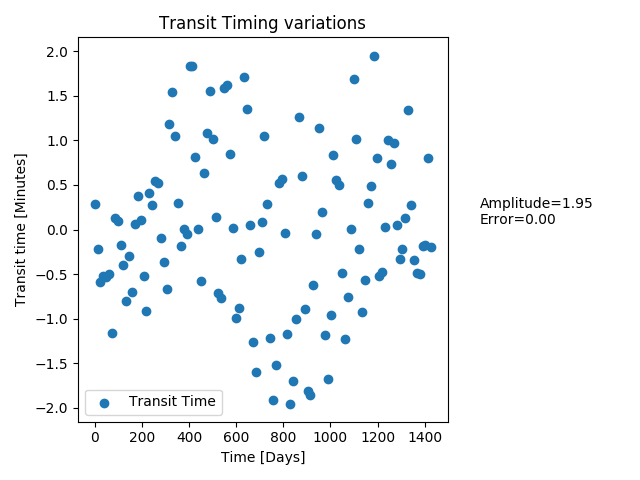 Transit Timing variations
2.0
1.5
1.0
0.5
0.0
−0.5
−1.0
−1.5
−2.0
Transit time [Minutes]
Amplitude=1.95
Error=0.00
Transit Time
0 200 400 600 800 1000 1200 1400
Time [Days]